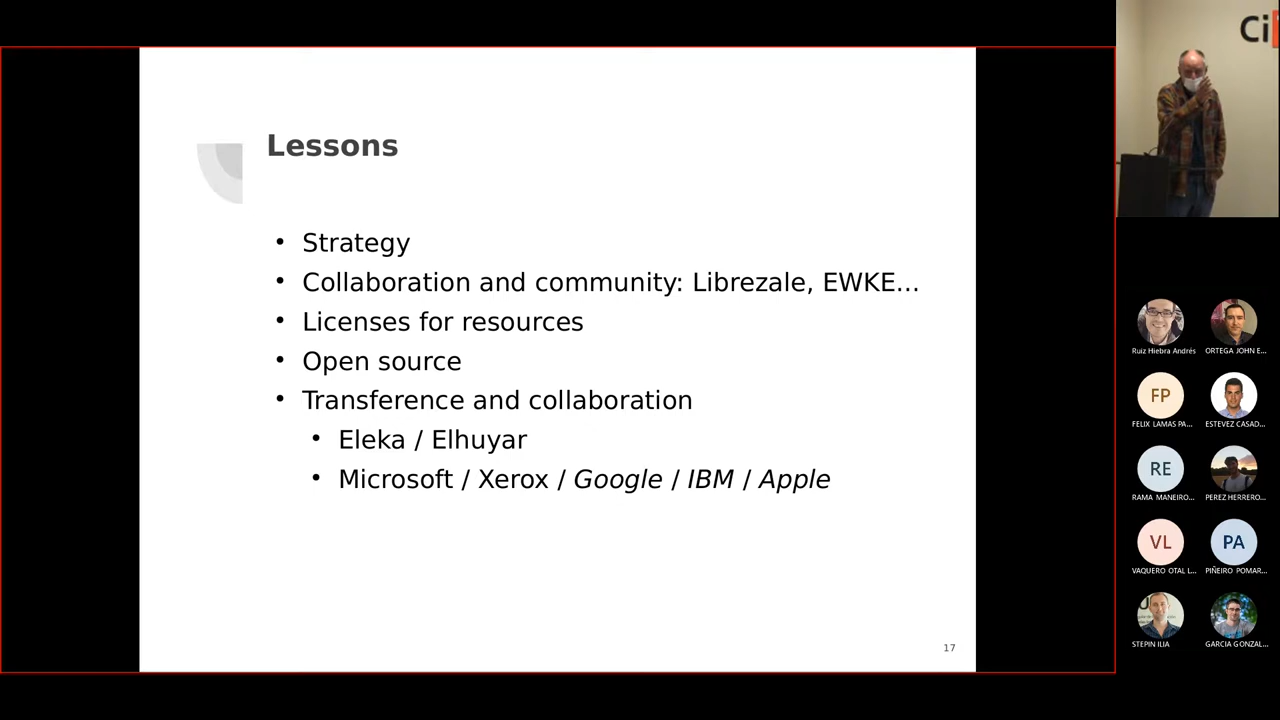 Lessons
• Strategy
• Collaboration and community: Librezale, EWKE...
• Licenses for resources
• Open source
• Transference and collaboration
• Eleka / Elhuyar
• Microsoft / Xerox / Google / IBM / Apple
17
Ci
Ruiz Hiebra Andrés
ORTEGA JOHN E...
FP
FELIX LAMAS PA...
ESTEVEZ CASAD...
RE
RAMA MANEIRO...
PEREZ HERRERO...
VL
VAQUERO OTAL L...
PA
PIÑEIRO POMAR...
STEPIN ILIA
GARCIA GONZAL...